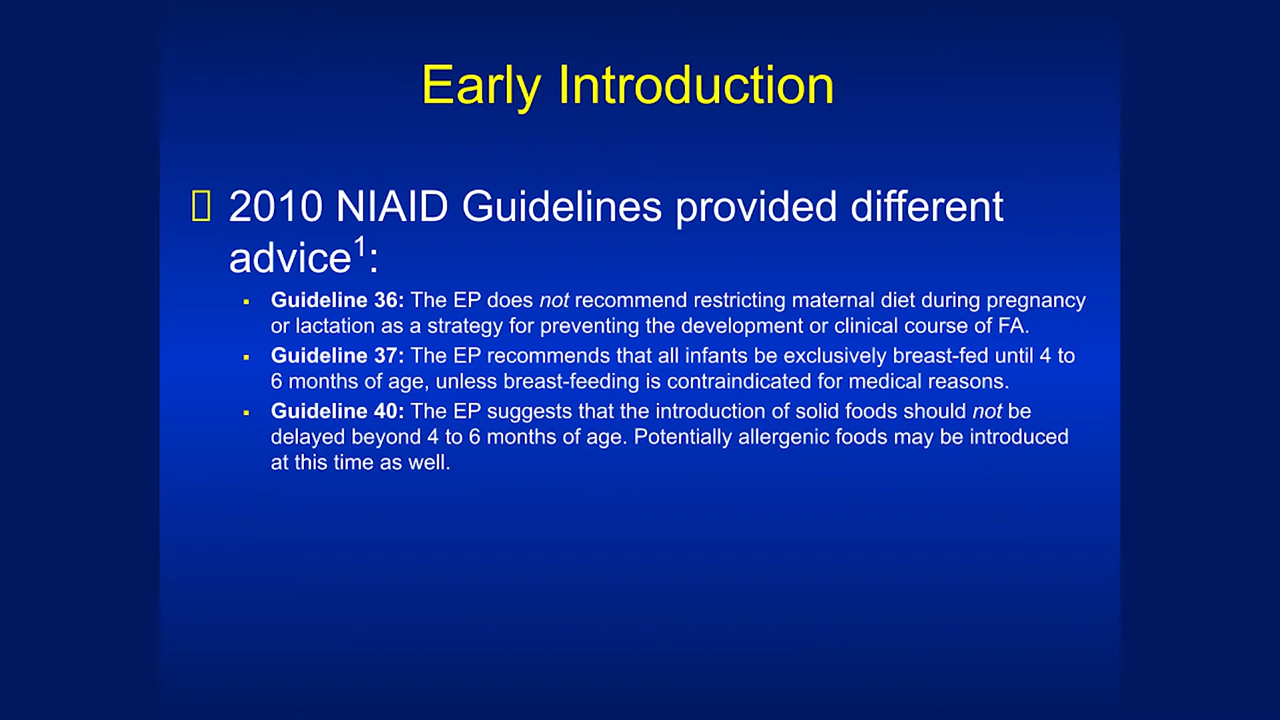 Early Introduction
2010 NIAID Guidelines provided different
advice1:
▪ Guideline 36: The EP does not recommend restricting maternal diet during pregnancy
or lactation as a strategy for preventing the development or clinical course of FA.
▪ Guideline 37: The EP recommends that all infants be exclusively breast-fed until 4 to
6 months of age, unless breast-feeding is contraindicated for medical reasons.
▪ Guideline 40: The EP suggests that the introduction of solid foods should not be
delayed beyond 4 to 6 months of age. Potentially allergenic foods may be introduced
at this time as well.